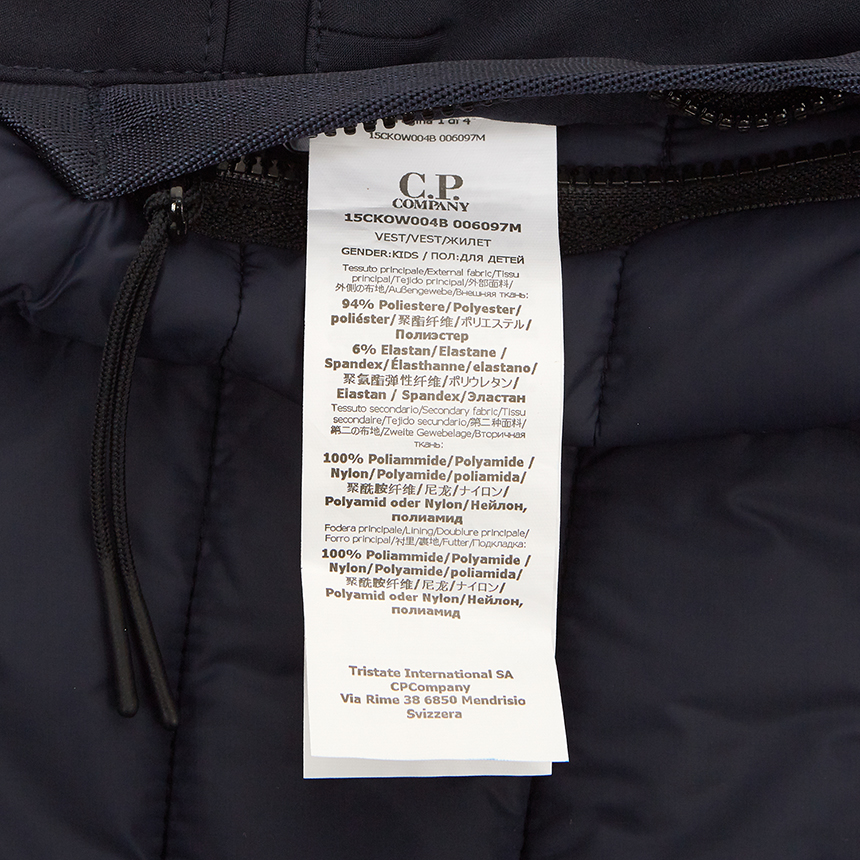 1 di 4
15CKOW004B 006097M
C.P.
COMPANY
15CKOW004B 006097M
VEST/VEST/ЖИЛЕТ
GENDER:KIDS / ПОЛ:ДЛЯ ДЕТЕЙ
Tessuto principale/External fabric/Tissu
principal/Tejido principal/外部面料/
外側の布地/Außengewebe/Внешняя ткань:
94% Poliestere/Polyester/
poliéster/聚酯纤维/ポリエステル/
Полиэстер
6% Elastan/Elastane /
Spandex/Élasthanne/elastano/
聚氨酯弹性纤维/ポリウレタン/
Elastan / Spandex/Эластан
Tessuto secondario/Secondary fabric/Tissu
secondaire/Tejido secundario/第二种面料/
第二の布地/Zweite Gewebelage/Вторичная
ткань:
100% Poliammide/Polyamide /
Nylon/Polyamide/poliamida/
聚酰胺纤维/尼龙/ナイロン/
Polyamid oder Nylon/Нейлон,
полиамид
Fodera principale/Lining/Doublure principale/
Forro principal/衬里/裏地/Futter/Подкладка:
100% Poliammide/Polyamide /
Nylon/Polyamide/poliamida/
聚酰胺纤维/尼龙/ナイロン/
Polyamid oder Nylon/Нейлон,
полиамид
Tristate International SA
CPCompany
Via Rime 38 6850 Mendrisio
Svizzera